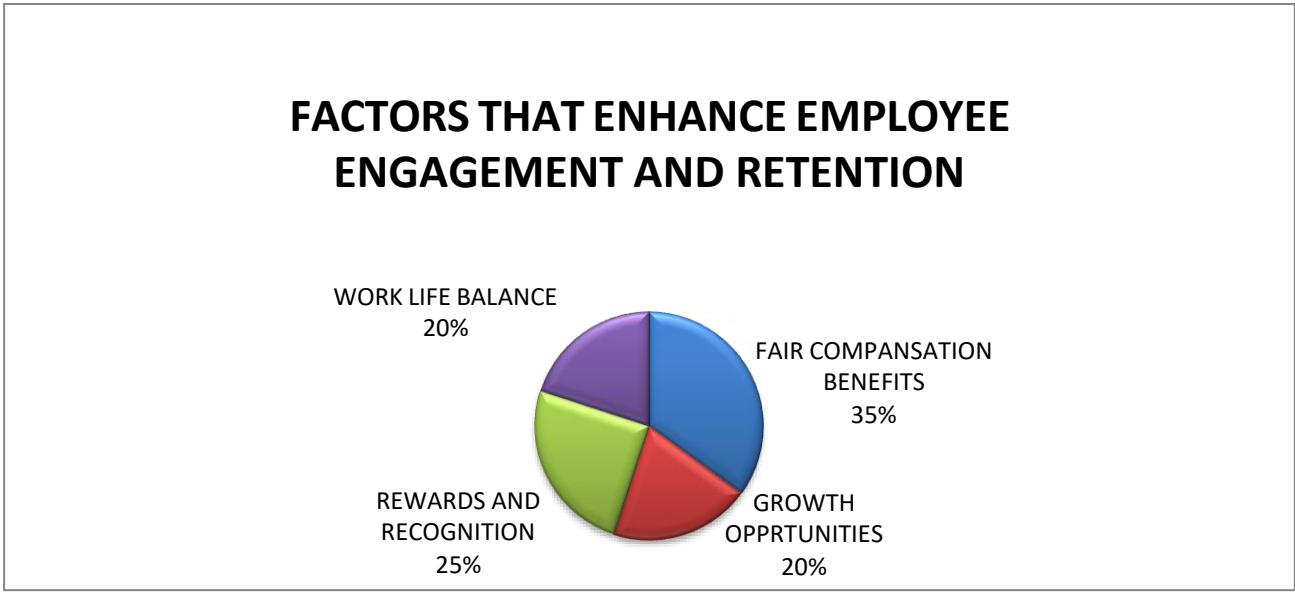 FACTORS THAT ENHANCE EMPLOYEE
ENGAGEMENT AND RETENTION
WORK LIFE BALANCE
20%
FAIR COMPANSATION
BENEFITS
35%
REWARDS AND
RECOGNITION
25%
GROWTH
OPPRTUNITIES
20%